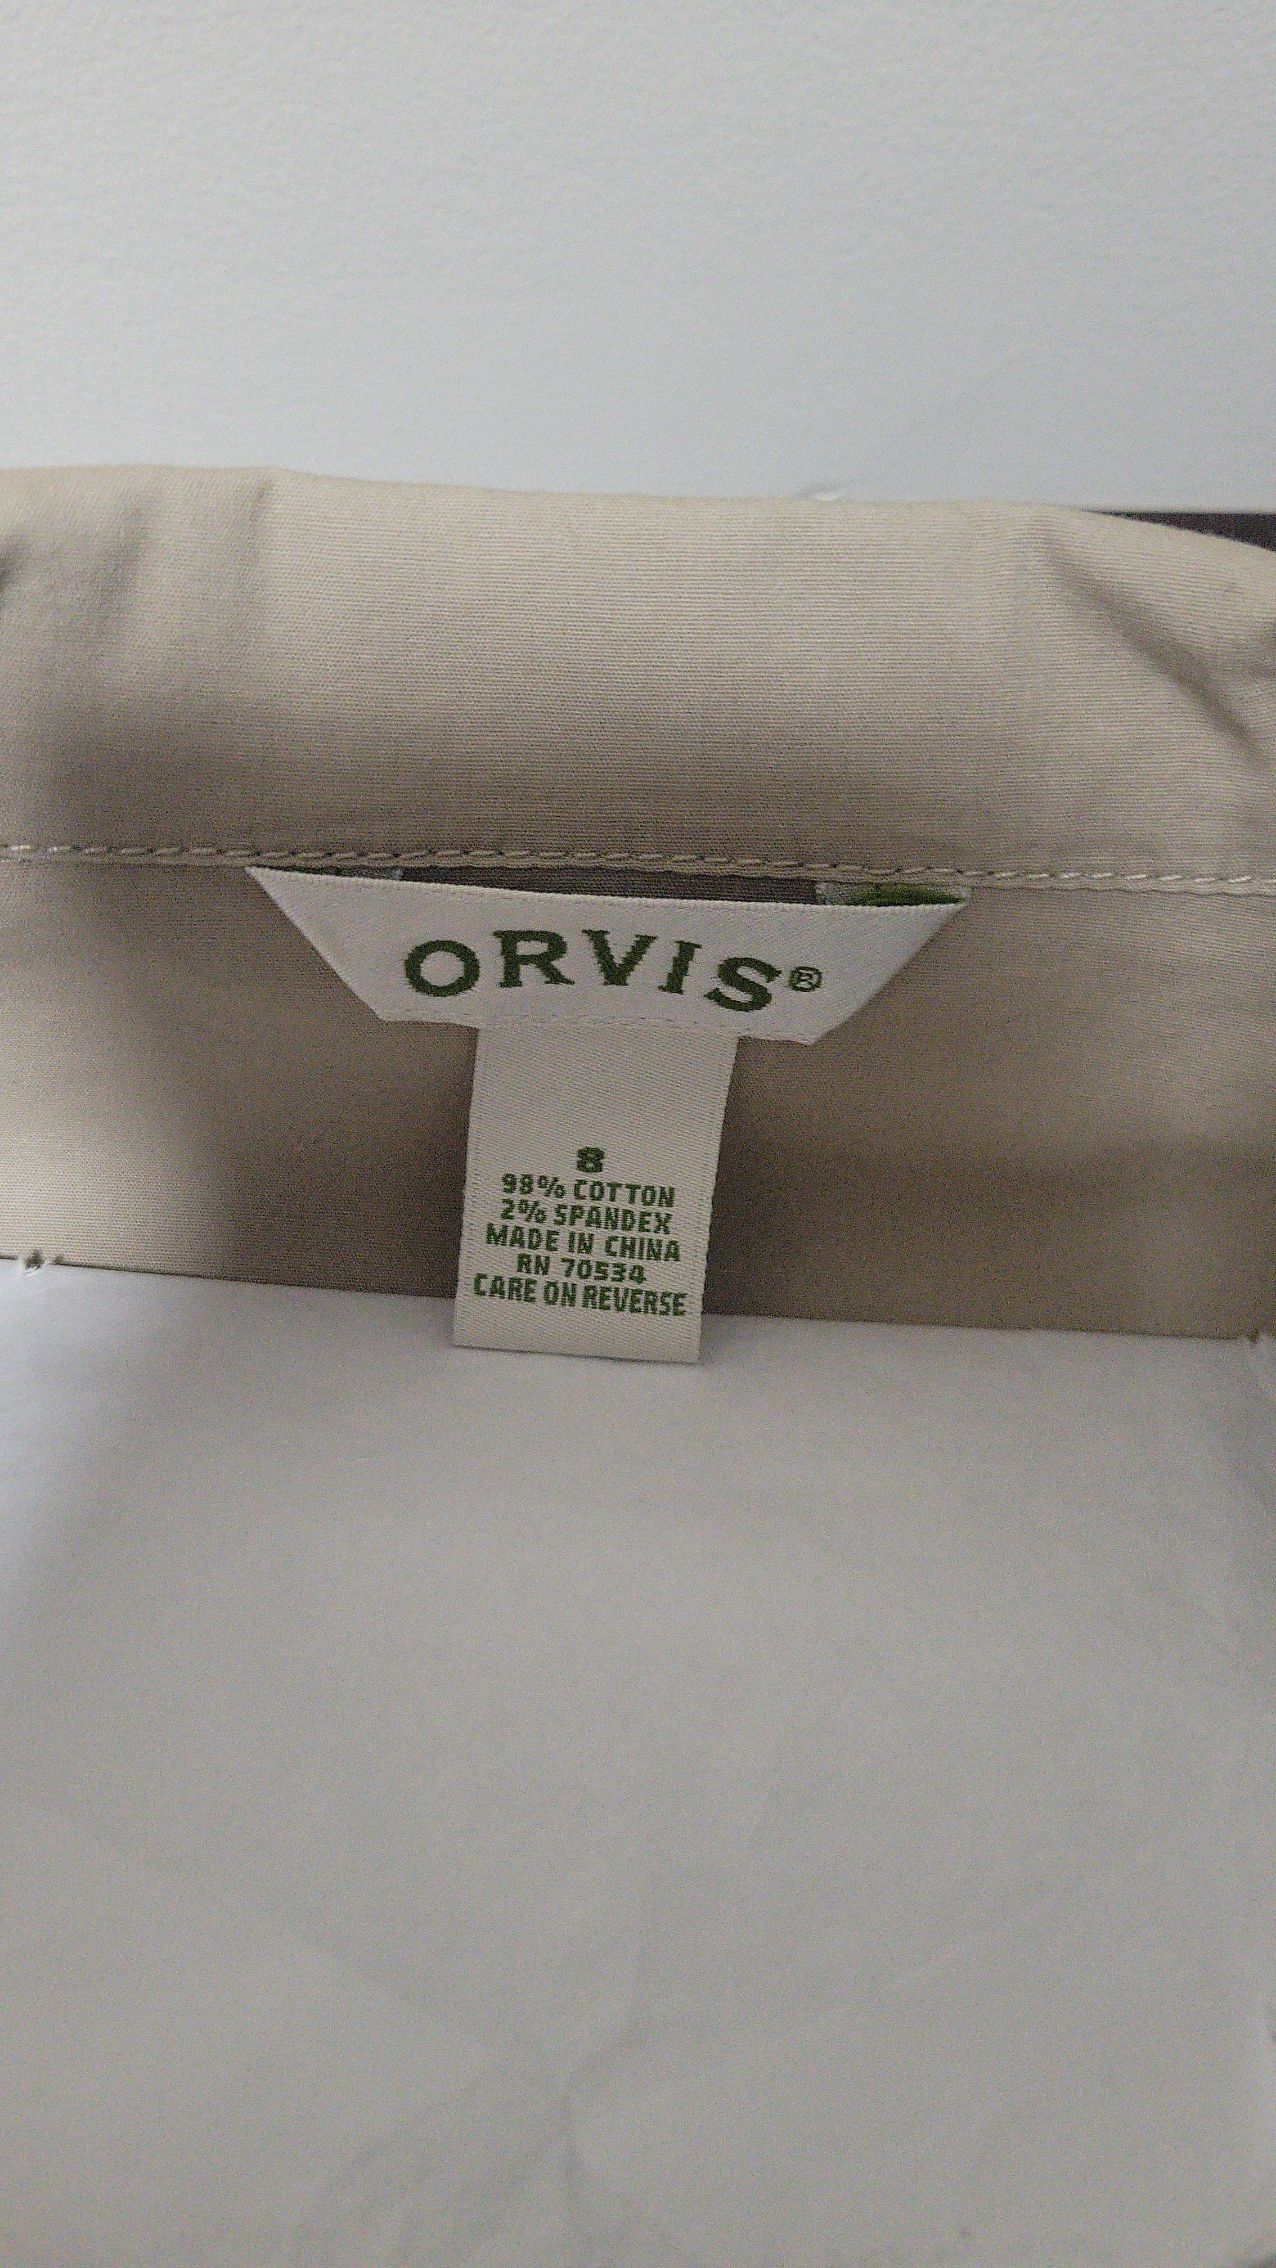 ORVIS®
8
98% COTTON
2% SPANDEX
MADE IN CHINA
RN 70534
CARE ON REVERSE